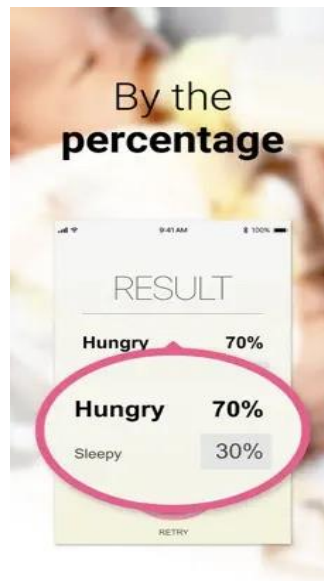 By the
percentage
9:41 AM 100%
RESULT
Hungry 70%
Hungry 70%
Sleepy 30%
RETRY